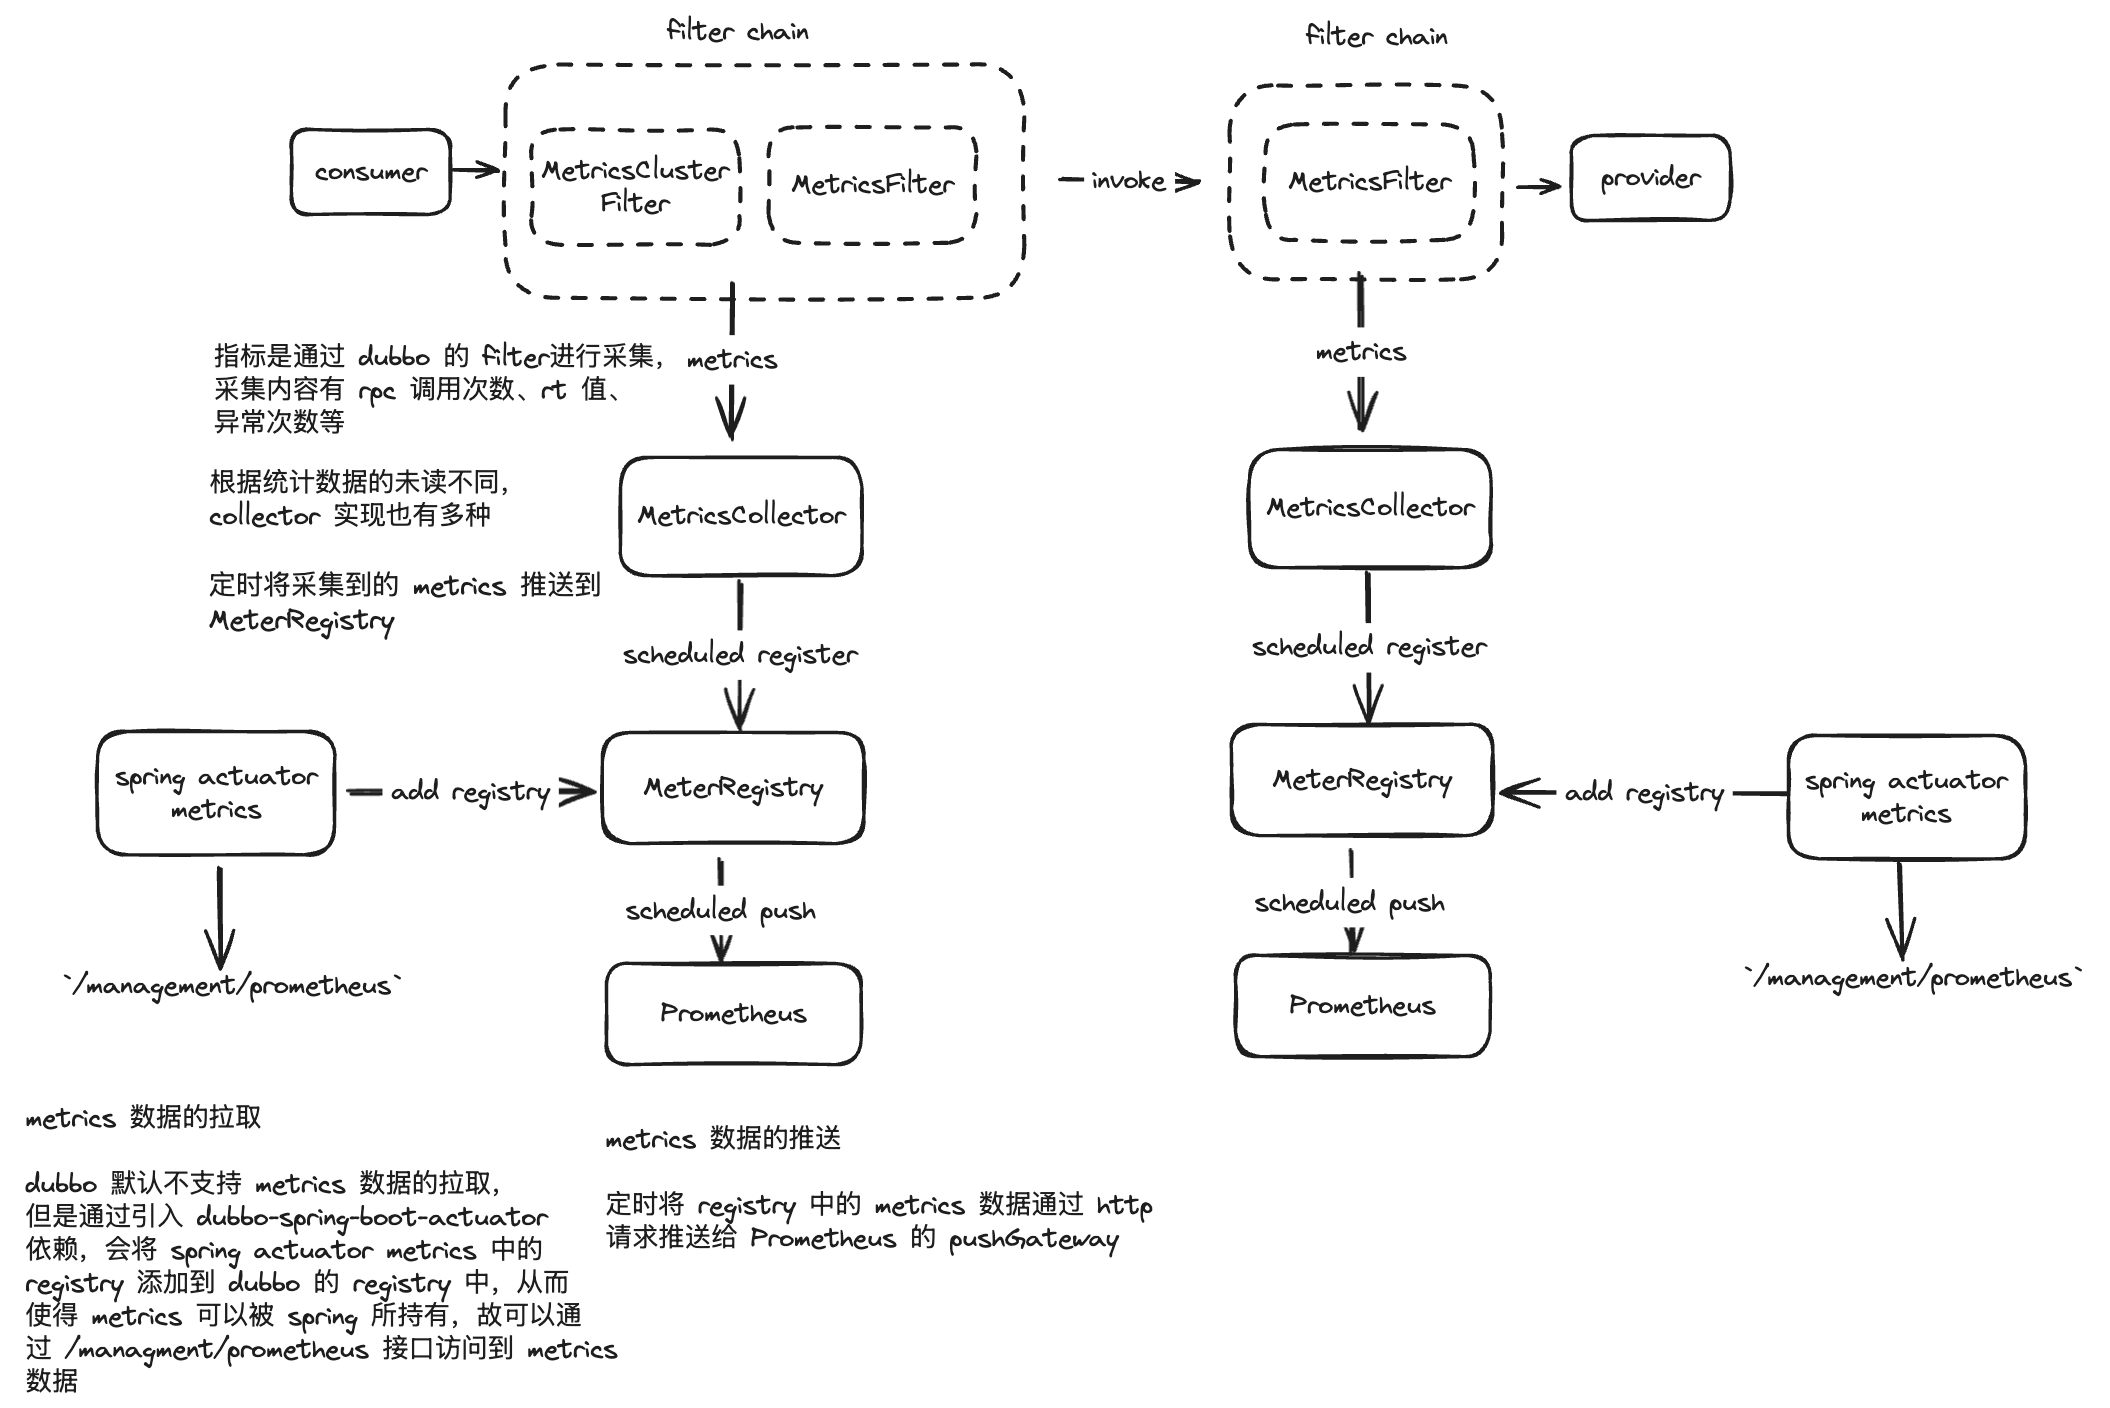 filter chain
filter chain
consumer
MetricsCluster
Filter
MetricsFilter
invoke
MetricsFilter
provider
指标是通过 dubbo 的 filter进行采集，
采集内容有 rpc 调用次数、rt 值、
异常次数等
metrics
metrics
根据统计数据的未读不同，
collector 实现也有多种
MetricsCollector
MetricsCollector
定时将采集到的 metrics 推送到
MeterRegistry
scheduled register
scheduled register
spring actuator
metrics
add registry
MeterRegistry
MeterRegistry
add registry
spring actuator
metrics
scheduled push
scheduled push
`/management/prometheus`
Prometheus
Prometheus
`/management/prometheus`
metrics 数据的拉取
dubbo 默认不支持 metrics 数据的拉取，
但是通过引入 dubbo-spring-boot-actuator
依赖，会将 spring actuator metrics 中的
registry 添加到 dubbo 的 registry 中，从而
使得 metrics 可以被 spring 所持有，故可以通
过 /managment/prometheus 接口访问到 metrics
数据
metrics 数据的推送
定时将 registry 中的 metrics 数据通过 http
请求推送给 Prometheus 的 pushGateway